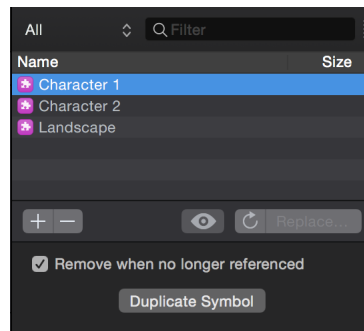 All
Filter
Name Size
Character 1
Character 2
Landscape
Replace...
Remove when no longer referenced
Duplicate Symbol